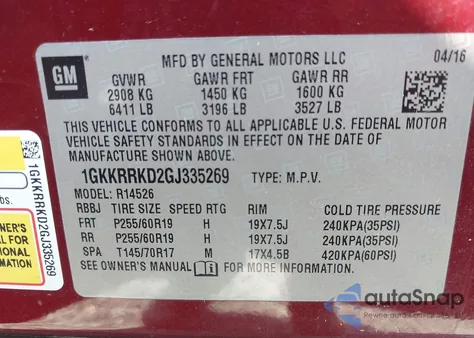 GM
MFD BY GENERAL MOTORS LLC 04/16
GVWR GAWR FRT GAWR RR
2908 KG 1450 KG 1600 KG
6411 LB 3196 LB 3527 LB
THIS VEHICLE CONFORMS TO ALL APPLICABLE U.S. FEDERAL MOTOR
VEHICLE SAFETY STANDARDS IN EFFECT ON THE DATE OF
MANUFACTURE SHOWN ABOVE.
1GKKRRKD2GJ335269 TYPE: M.P.V.
MODEL: R14526
RBBJ TIRE SIZE SPEED RTG RIM COLD TIRE PRESSURE
FRT P255/60R19 H 19X7.5J 240KPA(35PSI)
RR P255/60R19 H 19X7.5J 240KPA(35PSI)
SPA T145/70R17 M 17X4.5B 420KPA(60PSI)
SEE OWNER'S MANUAL FOR MORE INFORMATION
1GKKRRKD2GJ335269
OWNER'S
OPTIONAL
autoSnap